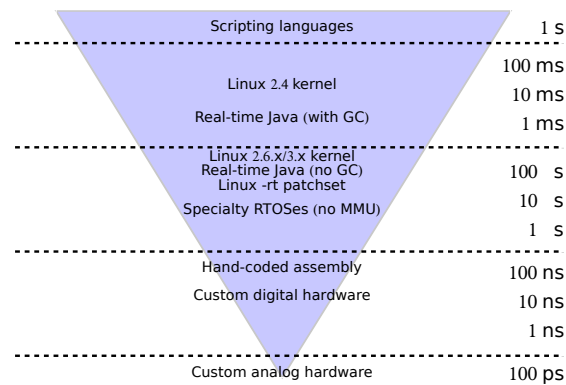 Scripting languages
1 s
100 ms
Linux 2.4 kernel
10 ms
Real-time Java (with GC)
1 ms
Linux 2.6.x/3.x kernel
Real-time Java (no GC)
100 s
Linux -rt patchset
10 s
Specialty RTOSes (no MMU)
1 s
Hand-coded assembly
100 ns
Custom digital hardware
10 ns
1 ns
Custom analog hardware
100 ps